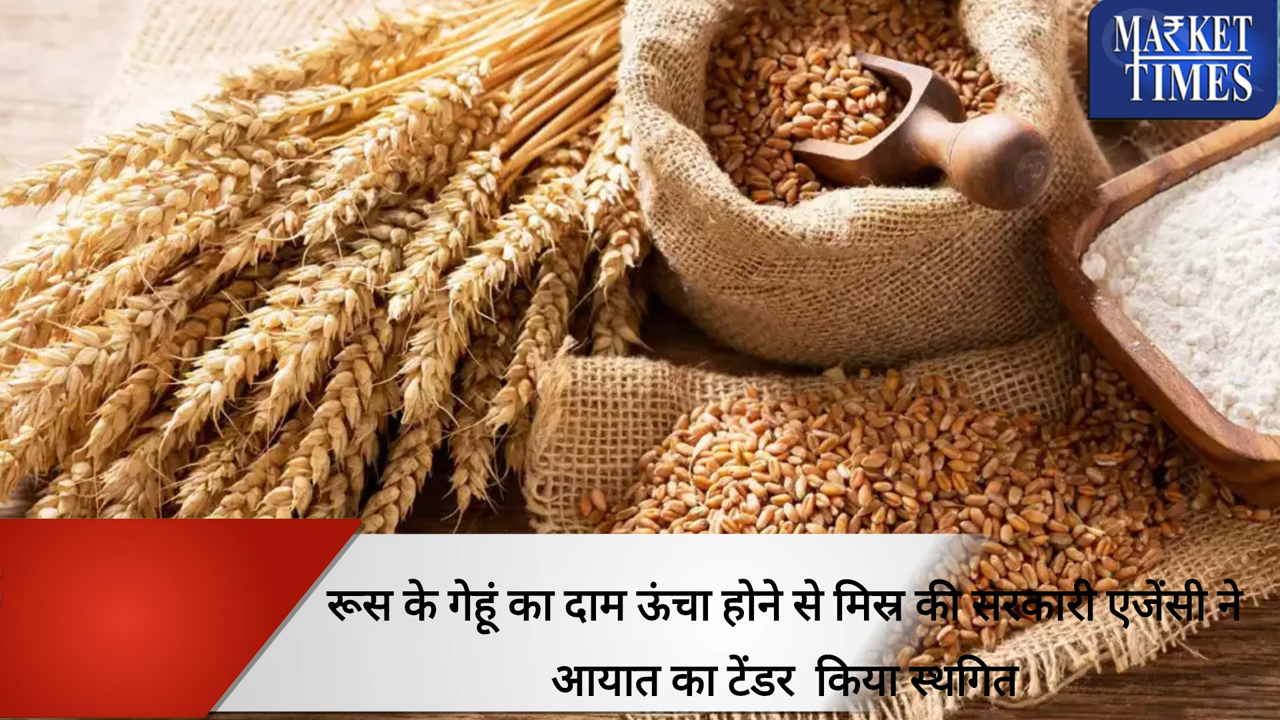 MA₹KET
TIMES
रूस के गेहूं का दाम ऊंचा होने से मिस्र की सरकारी एजेंसी ने
आयात का टेंडर किया स्थगित